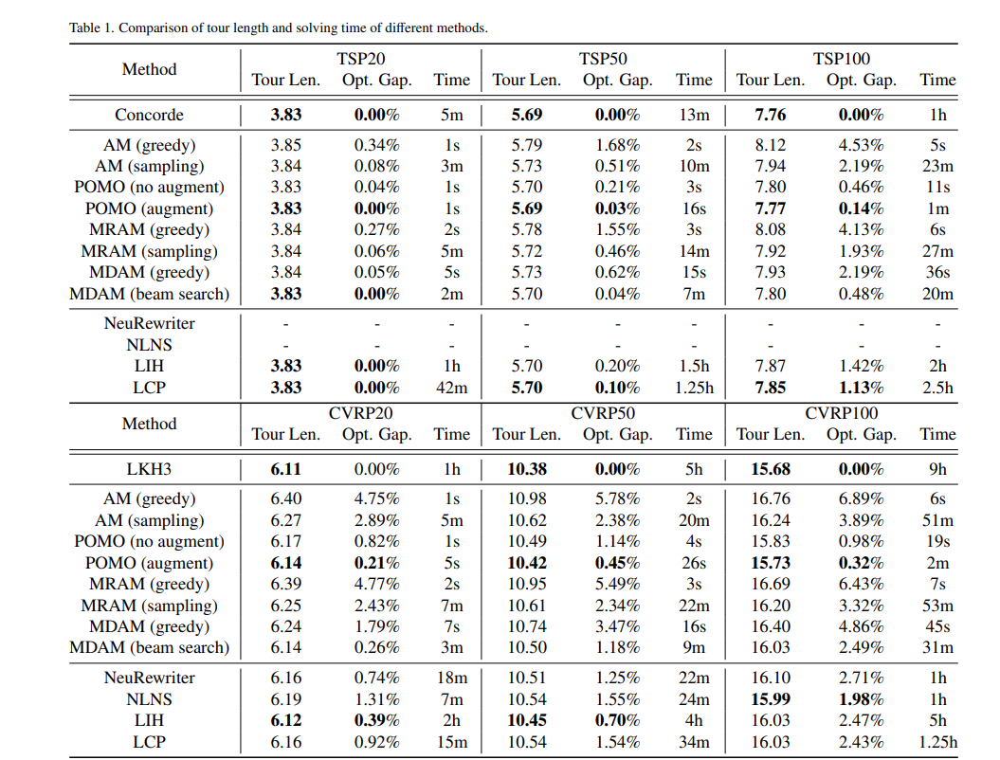 Table 1. Comparison of tour length and solving time of different methods.
Method TSP20 TSP50 TSP100
Tour Len. Opt. Gap. Time Tour Len. Opt. Gap. Time Tour Len. Opt. Gap. Time
Concorde 3.83 0.00% 5m 5.69 0.00% 13m 7.76 0.00% 1h
AM (greedy) 3.85 0.34% 1s 5.79 1.68% 2s 8.12 4.53% 5s
AM (sampling) 3.84 0.08% 3m 5.73 0.51% 10m 7.94 2.19% 23m
POMO (no augment) 3.83 0.04% 1s 5.70 0.21% 3s 7.80 0.46% 11s
POMO (augment) 3.83 0.00% 1s 5.69 0.03% 16s 7.77 0.14% 1m
MRAM (greedy) 3.84 0.27% 2s 5.78 1.55% 3s 8.08 4.13% 6s
MRAM (sampling) 3.84 0.06% 5m 5.72 0.46% 14m 7.92 1.93% 27m
MDAM (greedy) 3.84 0.05% 5s 5.73 0.62% 15s 7.93 2.19% 36s
MDAM (beam search) 3.83 0.00% 2m 5.70 0.04% 7m 7.80 0.48% 20m
NeuRewriter - - - - - - - - -
NLNS - - - - - - - - -
LIH 3.83 0.00% 1h 5.70 0.20% 1.5h 7.87 1.42% 2h
LCP 3.83 0.00% 42m 5.70 0.10% 1.25h 7.85 1.13% 2.5h
Method CVRP20 CVRP50 CVRP100
Tour Len. Opt. Gap. Time Tour Len. Opt. Gap. Time Tour Len. Opt. Gap. Time
LKH3 6.11 0.00% 1h 10.38 0.00% 5h 15.68 0.00% 9h
AM (greedy) 6.40 4.75% 1s 10.98 5.78% 2s 16.76 6.89% 6s
AM (sampling) 6.27 2.89% 5m 10.62 2.38% 20m 16.24 3.89% 51m
POMO (no augment) 6.17 0.82% 1s 10.49 1.14% 4s 15.83 0.98% 19s
POMO (augment) 6.14 0.21% 5s 10.42 0.45% 26s 15.73 0.32% 2m
MRAM (greedy) 6.39 4.77% 2s 10.95 5.49% 3s 16.69 6.43% 7s
MRAM (sampling) 6.25 2.43% 7m 10.61 2.34% 22m 16.20 3.32% 53m
MDAM (greedy) 6.24 1.79% 7s 10.74 3.47% 16s 16.40 4.86% 45s
MDAM (beam search) 6.14 0.26% 3m 10.50 1.18% 9m 16.03 2.49% 31m
NeuRewriter 6.16 0.74% 18m 10.51 1.25% 22m 16.10 2.71% 1h
NLNS 6.19 1.31% 7m 10.54 1.55% 24m 15.99 1.98% 1h
LIH 6.12 0.39% 2h 10.45 0.70% 4h 16.03 2.47% 5h
LCP 6.16 0.92% 15m 10.54 1.54% 34m 16.03 2.43% 1.25h